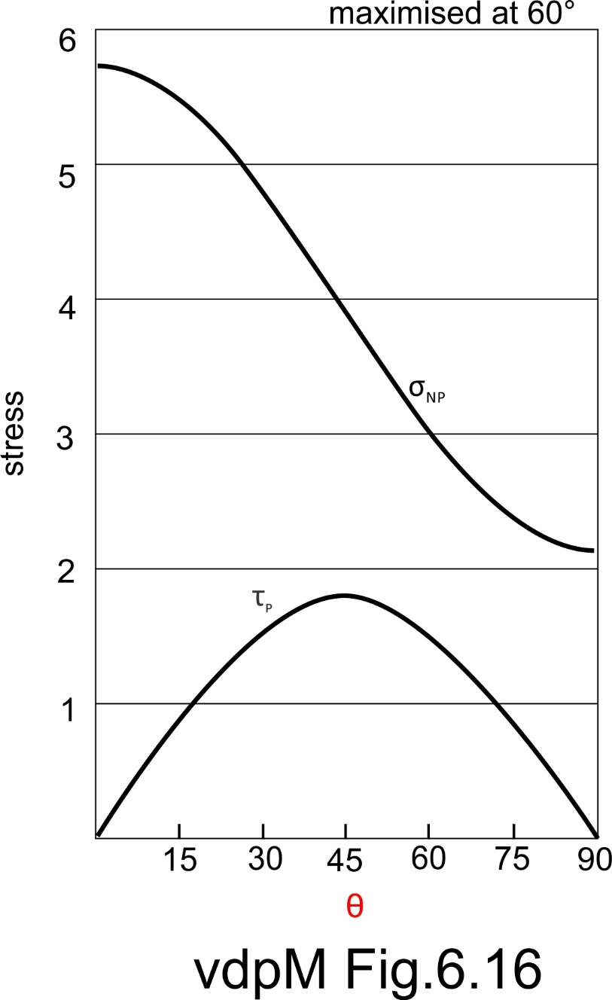 maximised at 60°
6
5
4
σNP
stress
3
2
τP
1
15 30 45 60 75 90
θ
vdpM Fig.6.16